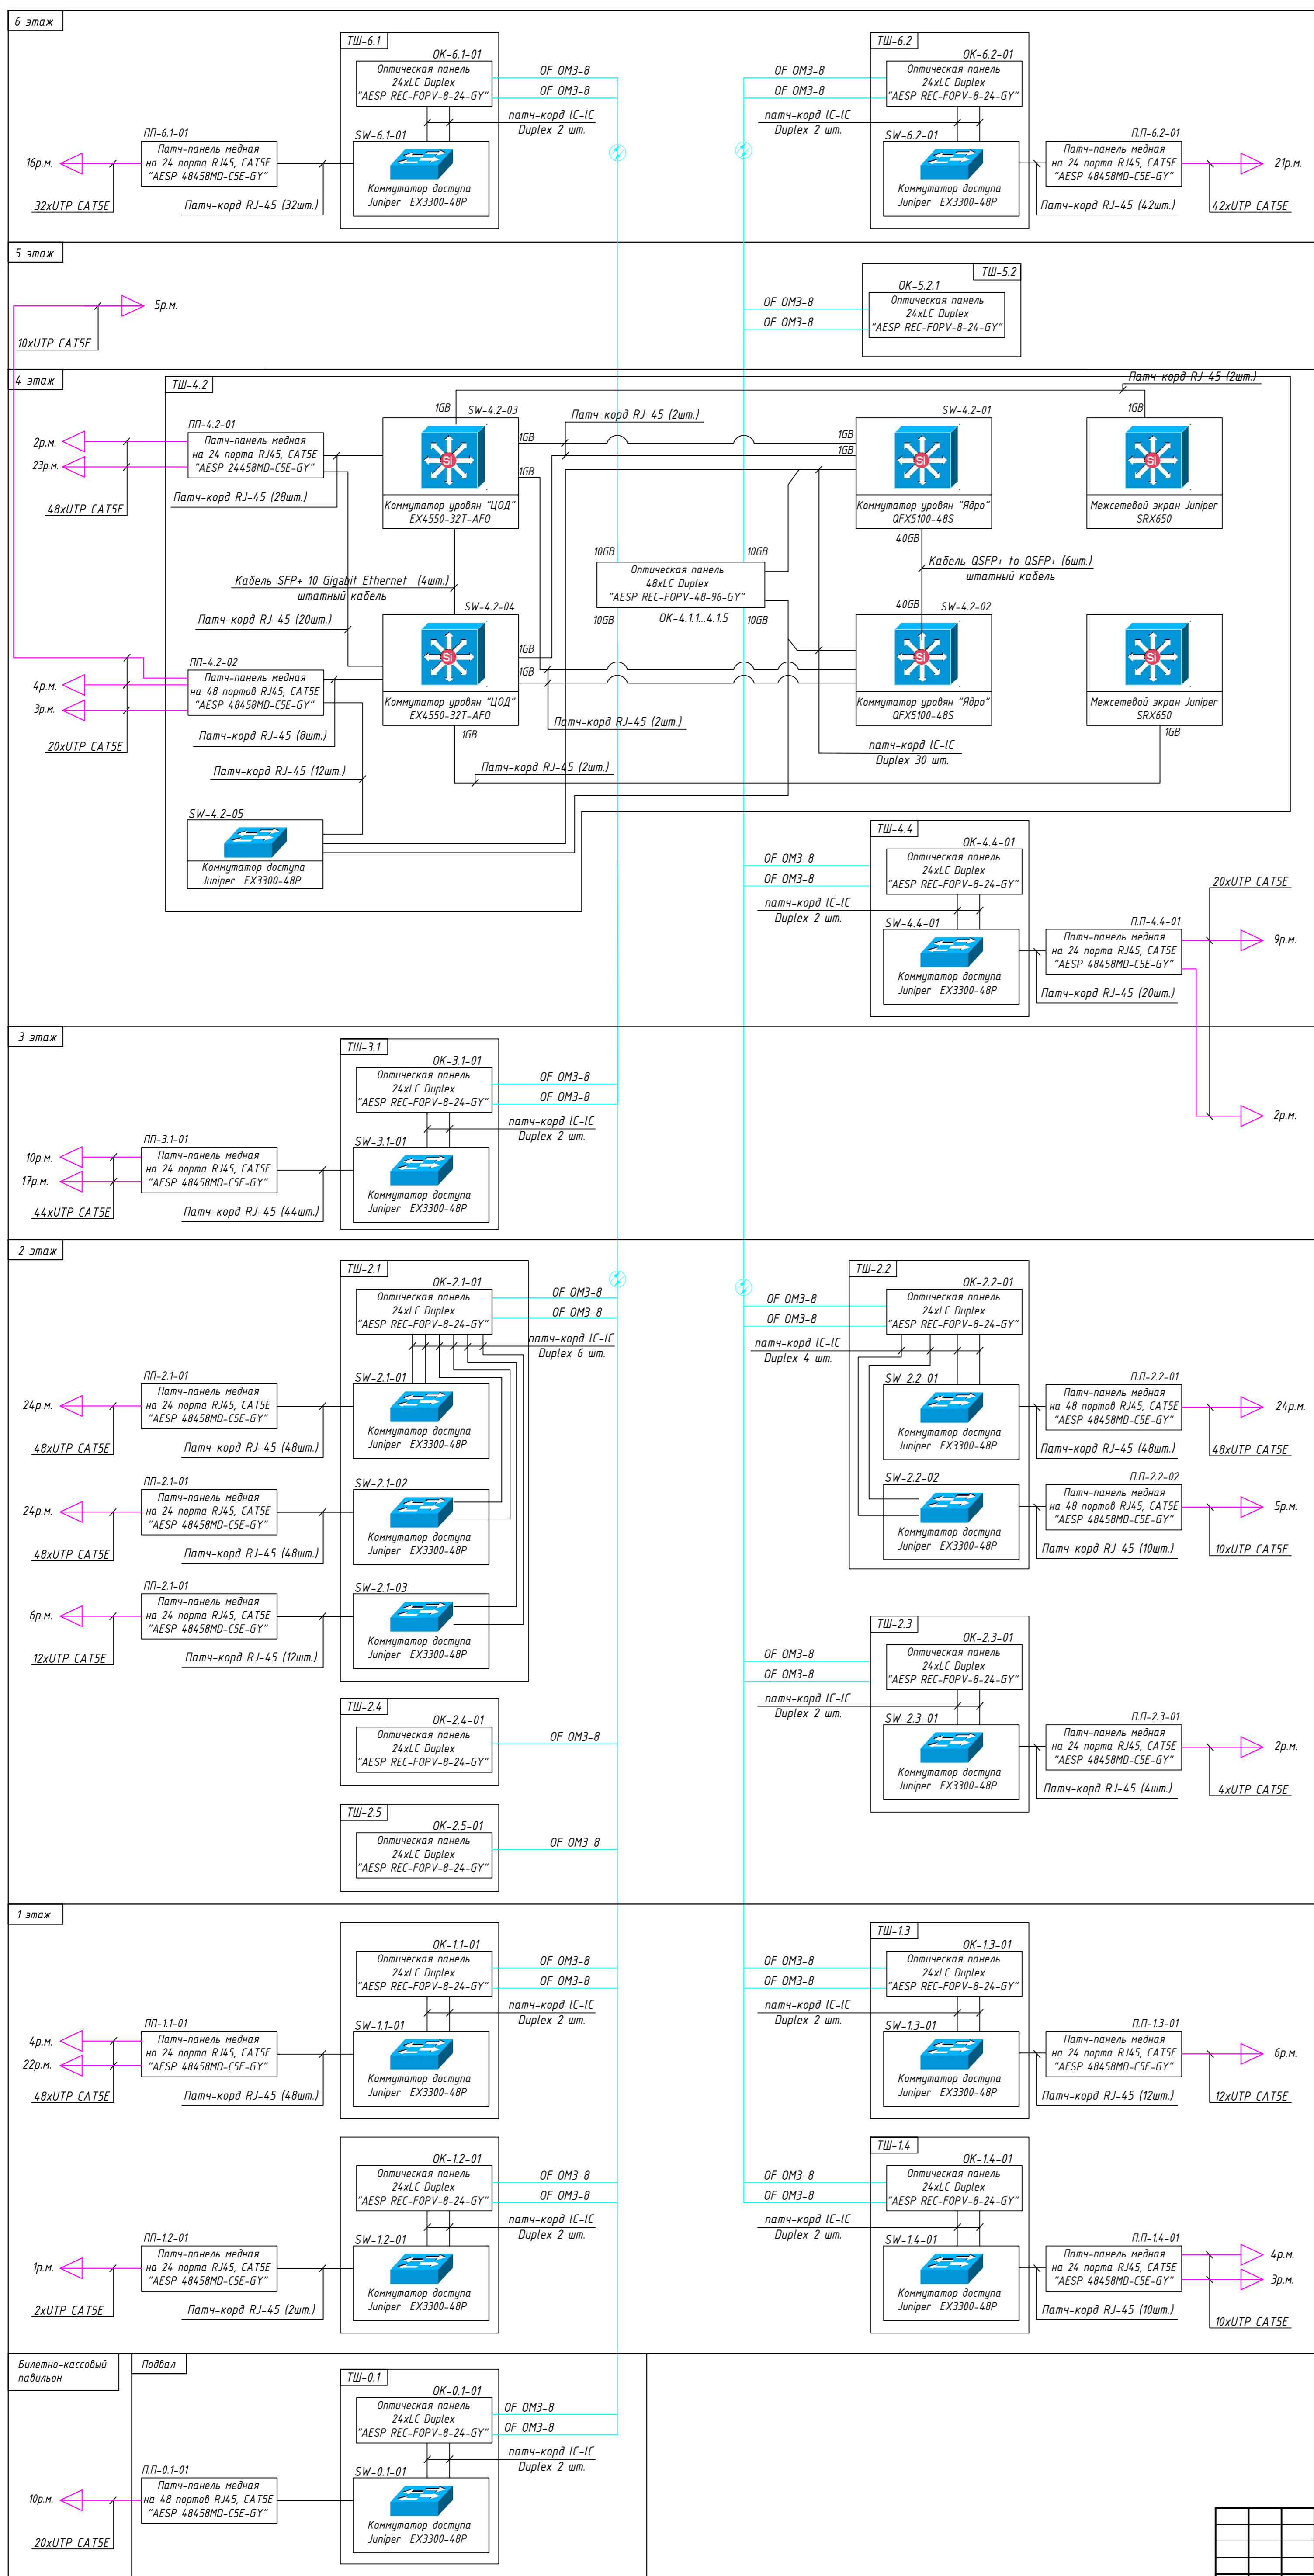 6 этаж
ТШ-6.1
ОК-6.1-01
Оптическая панель
24xLC Duplex
"AESP REC-FOPV-8-24-GY"
OF OM3-8
OF OM3-8
патч-корд lC-lC
Duplex 2 шт.
SW-6.1-01
Коммутатор доступа
Juniper EX3300-48P
ПП-6.1-01
Патч-панель медная
на 24 порта RJ45, CAT5E
"AESP 48458MD-C5E-GY"
16р.м.
32xUTP CAT5E
Патч-корд RJ-45 (32шт.)
ТШ-6.2
ОК-6.2-01
Оптическая панель
24xLC Duplex
"AESP REC-FOPV-8-24-GY"
OF OM3-8
OF OM3-8
патч-корд lC-lC
Duplex 2 шт.
SW-6.2-01
Коммутатор доступа
Juniper EX3300-48P
П.П-6.2-01
Патч-панель медная
на 24 порта RJ45, CAT5E
"AESP 48458MD-C5E-GY"
21р.м.
Патч-корд RJ-45 (42шт.)
42xUTP CAT5E
5 этаж
5р.м.
10xUTP CAT5E
ТШ-5.2
ОК-5.2.1
Оптическая панель
24xLC Duplex
"AESP REC-FOPV-8-24-GY"
OF OM3-8
OF OM3-8
4 этаж
ТШ-4.2
Патч-корд RJ-45 (2шт.)
ПП-4.2-01
Патч-панель медная
на 24 порта RJ45, CAT5E
"AESP 24458MD-C5E-GY"
2р.м.
23р.м.
48xUTP CAT5E
Патч-корд RJ-45 (28шт.)
1GB
SW-4.2-03
1GB
1GB
Коммутатор уровян "ЦОД"
EX4550-32T-AFO
Патч-корд RJ-45 (2шт.)
SW-4.2-01
1GB
1GB
Коммутатор уровян "Ядро"
QFX5100-48S
40GB
1GB
Межсетевой экран Juniper
SRX650
Кабель SFP+ 10 Gigabit Ethernet (4шт.)
штатный кабель
10GB
10GB
Оптическая панель
48xLC Duplex
"AESP REC-FOPV-48-96-GY"
10GB
10GB
ОК-4.1.1...4.1.5
Кабель QSFP+ to QSFP+ (6шт.)
штатный кабель
Патч-корд RJ-45 (20шт.)
SW-4.2-04
1GB
1GB
Коммутатор уровян "ЦОД"
EX4550-32T-AFO
1GB
40GB
SW-4.2-02
Коммутатор уровян "Ядро"
QFX5100-48S
Межсетевой экран Juniper
SRX650
1GB
ПП-4.2-02
Патч-панель медная
на 48 портов RJ45, CAT5E
"AESP 48458MD-C5E-GY"
4р.м.
3р.м.
20xUTP CAT5E
Патч-корд RJ-45 (8шт.)
Патч-корд RJ-45 (2шт.)
Патч-корд RJ-45 (12шт.)
Патч-корд RJ-45 (2шт.)
патч-корд lC-lC
Duplex 30 шт.
SW-4.2-05
Коммутатор доступа
Juniper EX3300-48P
ТШ-4.4
ОК-4.4-01
Оптическая панель
24xLC Duplex
"AESP REC-FOPV-8-24-GY"
OF OM3-8
OF OM3-8
патч-корд lC-lC
Duplex 2 шт.
SW-4.4-01
Коммутатор доступа
Juniper EX3300-48P
20xUTP CAT5E
П.П-4.4-01
Патч-панель медная
на 24 порта RJ45, CAT5E
"AESP 48458MD-C5E-GY"
9р.м.
Патч-корд RJ-45 (20шт.)
3 этаж
2р.м.
ТШ-3.1
ОК-3.1-01
Оптическая панель
24xLC Duplex
"AESP REC-FOPV-8-24-GY"
OF OM3-8
OF OM3-8
патч-корд lC-lC
Duplex 2 шт.
SW-3.1-01
Коммутатор доступа
Juniper EX3300-48P
ПП-3.1-01
Патч-панель медная
на 24 порта RJ45, CAT5E
"AESP 48458MD-C5E-GY"
10р.м.
17р.м.
44xUTP CAT5E
Патч-корд RJ-45 (44шт.)
2 этаж
ТШ-2.1
ОК-2.1-01
Оптическая панель
24xLC Duplex
"AESP REC-FOPV-8-24-GY"
OF OM3-8
OF OM3-8
патч-корд lC-lC
Duplex 6 шт.
SW-2.1-01
Коммутатор доступа
Juniper EX3300-48P
ПП-2.1-01
Патч-панель медная
на 24 порта RJ45, CAT5E
"AESP 48458MD-C5E-GY"
24р.м.
48xUTP CAT5E
Патч-корд RJ-45 (48шт.)
SW-2.1-02
Коммутатор доступа
Juniper EX3300-48P
ПП-2.1-01
Патч-панель медная
на 24 порта RJ45, CAT5E
"AESP 48458MD-C5E-GY"
24р.м.
48xUTP CAT5E
Патч-корд RJ-45 (48шт.)
SW-2.1-03
Коммутатор доступа
Juniper EX3300-48P
ПП-2.1-01
Патч-панель медная
на 24 порта RJ45, CAT5E
"AESP 48458MD-C5E-GY"
6р.м.
12xUTP CAT5E
Патч-корд RJ-45 (12шт.)
ТШ-2.2
ОК-2.2-01
Оптическая панель
24xLC Duplex
"AESP REC-FOPV-8-24-GY"
OF OM3-8
OF OM3-8
патч-корд lC-lC
Duplex 4 шт.
SW-2.2-01
Коммутатор доступа
Juniper EX3300-48P
П.П-2.2-01
Патч-панель медная
на 48 портов RJ45, CAT5E
"AESP 48458MD-C5E-GY"
24р.м.
Патч-корд RJ-45 (48шт.)
48xUTP CAT5E
SW-2.2-02
Коммутатор доступа
Juniper EX3300-48P
П.П-2.2-02
Патч-панель медная
на 48 портов RJ45, CAT5E
"AESP 48458MD-C5E-GY"
5р.м.
Патч-корд RJ-45 (10шт.)
10xUTP CAT5E
ТШ-2.3
ОК-2.3-01
Оптическая панель
24xLC Duplex
"AESP REC-FOPV-8-24-GY"
OF OM3-8
OF OM3-8
патч-корд lC-lC
Duplex 2 шт.
SW-2.3-01
Коммутатор доступа
Juniper EX3300-48P
П.П-2.3-01
Патч-панель медная
на 24 порта RJ45, CAT5E
"AESP 48458MD-C5E-GY"
2р.м.
Патч-корд RJ-45 (4шт.)
4xUTP CAT5E
ТШ-2.4
ОК-2.4-01
Оптическая панель
24xLC Duplex
"AESP REC-FOPV-8-24-GY"
OF OM3-8
ТШ-2.5
ОК-2.5-01
Оптическая панель
24xLC Duplex
"AESP REC-FOPV-8-24-GY"
OF OM3-8
1 этаж
ОК-1.1-01
Оптическая панель
24xLC Duplex
"AESP REC-FOPV-8-24-GY"
OF OM3-8
OF OM3-8
патч-корд lC-lC
Duplex 2 шт.
SW-1.1-01
Коммутатор доступа
Juniper EX3300-48P
ПП-1.1-01
Патч-панель медная
на 24 порта RJ45, CAT5E
"AESP 48458MD-C5E-GY"
4р.м.
22р.м.
48xUTP CAT5E
Патч-корд RJ-45 (48шт.)
ТШ-1.3
ОК-1.3-01
Оптическая панель
24xLC Duplex
"AESP REC-FOPV-8-24-GY"
OF OM3-8
OF OM3-8
патч-корд lC-lC
Duplex 2 шт.
SW-1.3-01
Коммутатор доступа
Juniper EX3300-48P
П.П-1.3-01
Патч-панель медная
на 24 порта RJ45, CAT5E
"AESP 48458MD-C5E-GY"
6р.м.
Патч-корд RJ-45 (12шт.)
12xUTP CAT5E
ОК-1.2-01
Оптическая панель
24xLC Duplex
"AESP REC-FOPV-8-24-GY"
OF OM3-8
OF OM3-8
патч-корд lC-lC
Duplex 2 шт.
SW-1.2-01
Коммутатор доступа
Juniper EX3300-48P
ПП-1.2-01
Патч-панель медная
на 24 порта RJ45, CAT5E
"AESP 48458MD-C5E-GY"
1р.м.
2xUTP CAT5E
Патч-корд RJ-45 (2шт.)
ТШ-1.4
ОК-1.4-01
Оптическая панель
24xLC Duplex
"AESP REC-FOPV-8-24-GY"
OF OM3-8
OF OM3-8
патч-корд lC-lC
Duplex 2 шт.
SW-1.4-01
Коммутатор доступа
Juniper EX3300-48P
П.П-1.4-01
Патч-панель медная
на 24 порта RJ45, CAT5E
"AESP 48458MD-C5E-GY"
4р.м.
3р.м.
Патч-корд RJ-45 (10шт.)
10xUTP CAT5E
Билетно-кассовый
павильон
Подвал
ТШ-0.1
ОК-0.1-01
Оптическая панель
24xLC Duplex
"AESP REC-FOPV-8-24-GY"
OF OM3-8
OF OM3-8
патч-корд lC-lC
Duplex 2 шт.
SW-0.1-01
Коммутатор доступа
Juniper EX3300-48P
П.П-0.1-01
Патч-панель медная
на 48 портов RJ45, CAT5E
"AESP 48458MD-C5E-GY"
10р.м.
20xUTP CAT5E